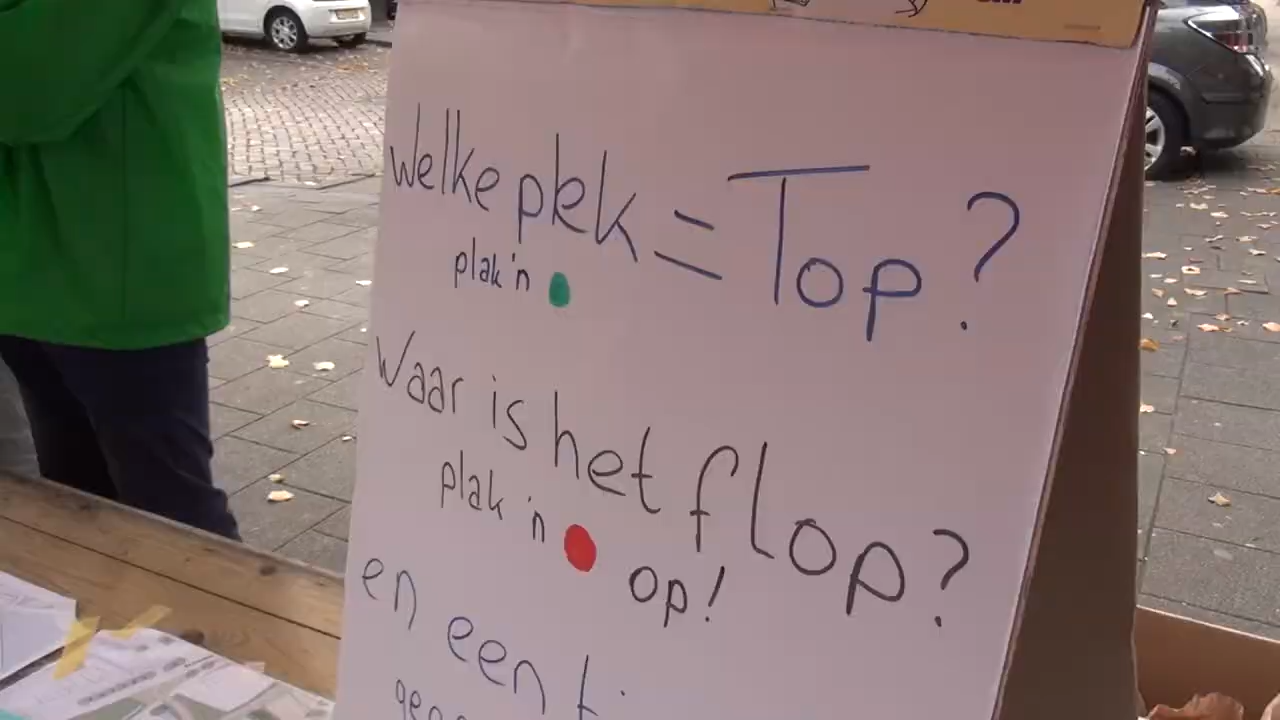 Welke plek = Top?
plak 'n
Waar is het flop?
plak 'n op!
en een